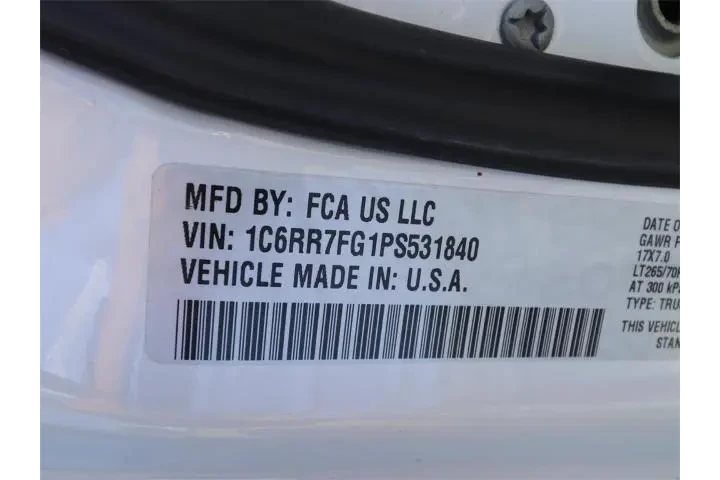 MFD BY: FCA US LLC
VIN: 1C6RR7FG1PS531840
VEHICLE MADE IN: U.S.A.
DATE O
GAWR F
17X7.0
LT265/70R
AT 300 kPa
TYPE: TRU
THIS VEHICL
STAN